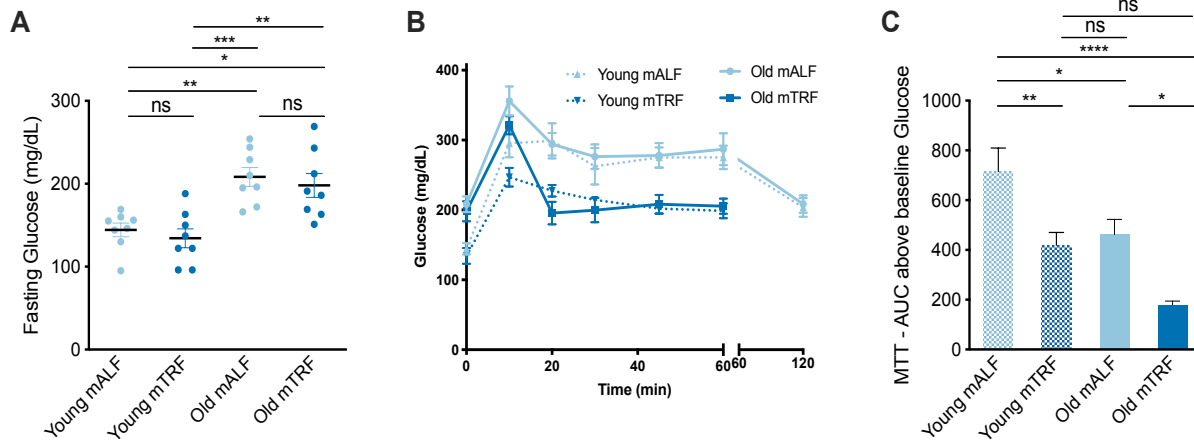 A
**
***
*
**
ns
ns
Fasting Glucose (mg/dL)
300
200
100
0
Young mALF
Young mTRF
Old mALF
Old mTRF
B
Glucose (mg/dL)
400
300
200
100
0
Young mALF
Old mALF
Young mTRF
Old mTRF
0
20
40
60
60
120
Time (min)
C
ns
ns
****
*
**
*
MTT - AUC above baseline Glucose
1000
800
600
400
200
0
Young mALF
Young mTRF
Old mALF
Old mTRF